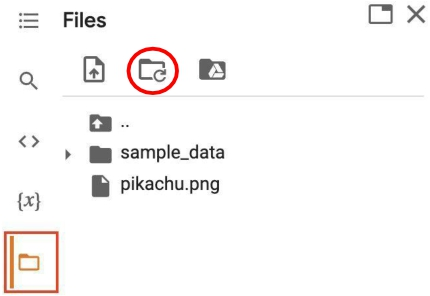 Files
..
sample_data
< >
pikachu.png
{x}